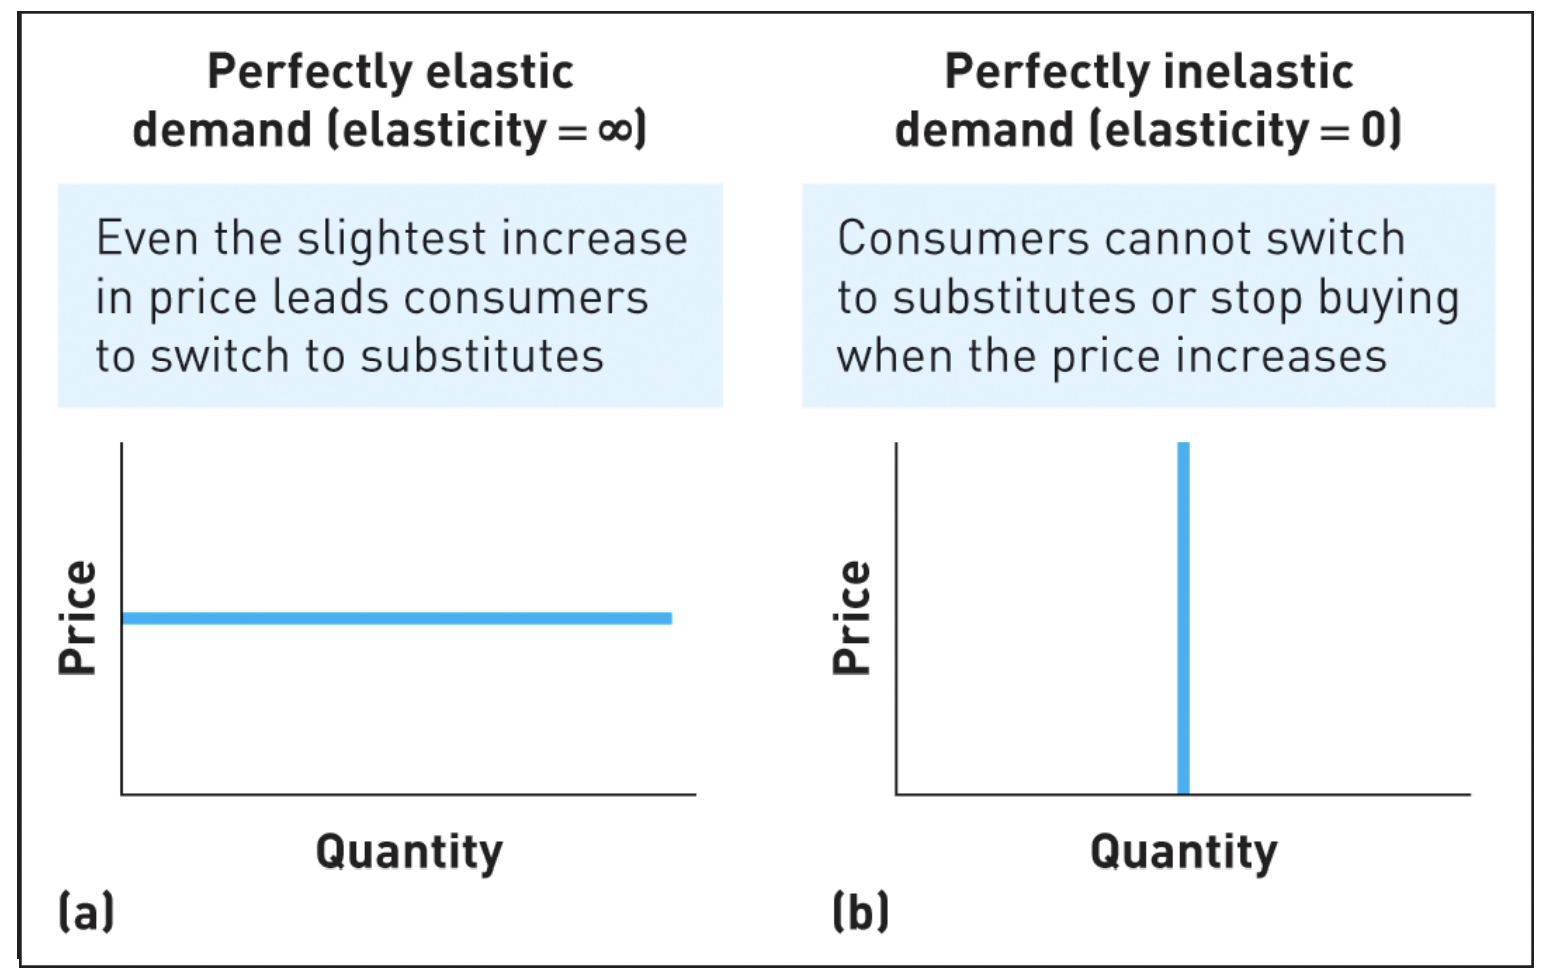 Perfectly elastic
demand (elasticity = ∞)
Even the slightest increase
in price leads consumers
to switch to substitutes
Price
Quantity
(a)
Perfectly inelastic
demand (elasticity = 0)
Consumers cannot switch
to substitutes or stop buying
when the price increases
Price
Quantity
(b)